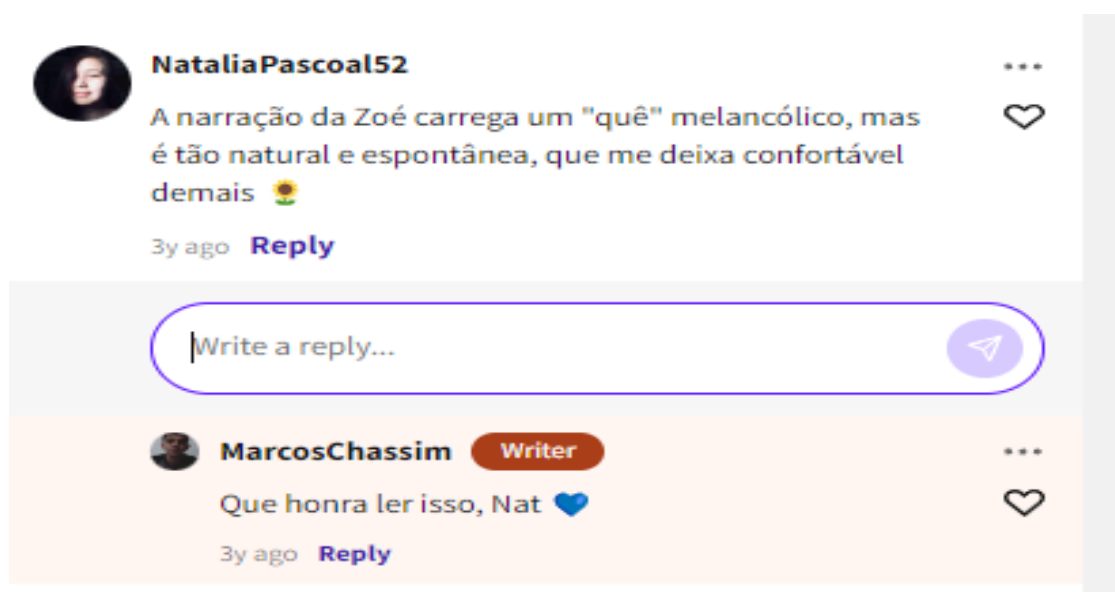 NataliaPascoal52
A narração da Zoé carrega um "quê" melancólico, mas
é tão natural e espontânea, que me deixa confortável
demais 🌻
3y ago Reply
Write a reply...
MarcosChassim Writer
Que honra ler isso, Nat 💙
3y ago Reply